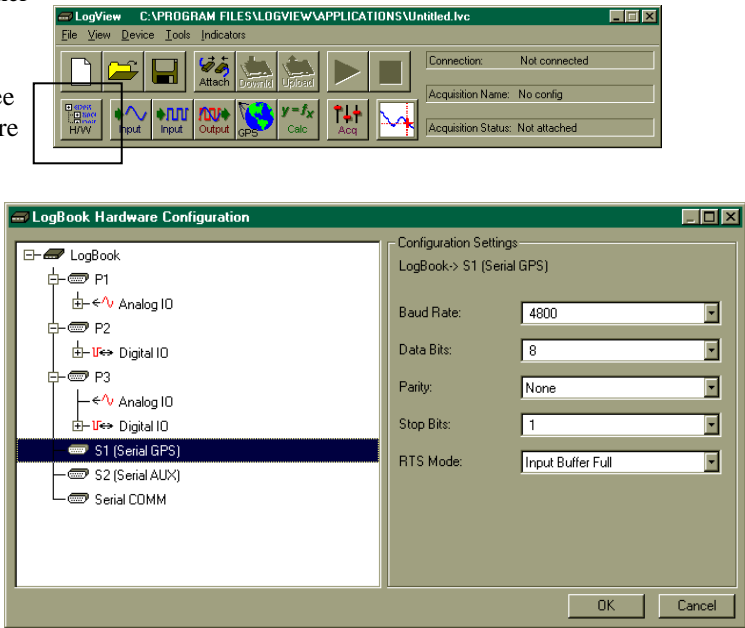 LogView C:\PROGRAM FILES\LOGVIEW\APPLICATIONS\Untitled.lvc
File View Device Tools Indicators
Attach Downld Upload
Connection: Not connected
Acquisition Name: No config
H/W Input Input Output GPS y=fx Calc Acq
Acquisition Status: Not attached
LogBook Hardware Configuration
LogBook
P1
Analog IO
P2
Digital IO
P3
Analog IO
Digital IO
S1 (Serial GPS)
S2 (Serial AUX)
Serial COMM
Configuration Settings
LogBook-> S1 (Serial GPS)
Baud Rate: 4800
Data Bits: 8
Parity: None
Stop Bits: 1
RTS Mode: Input Buffer Full
OK Cancel